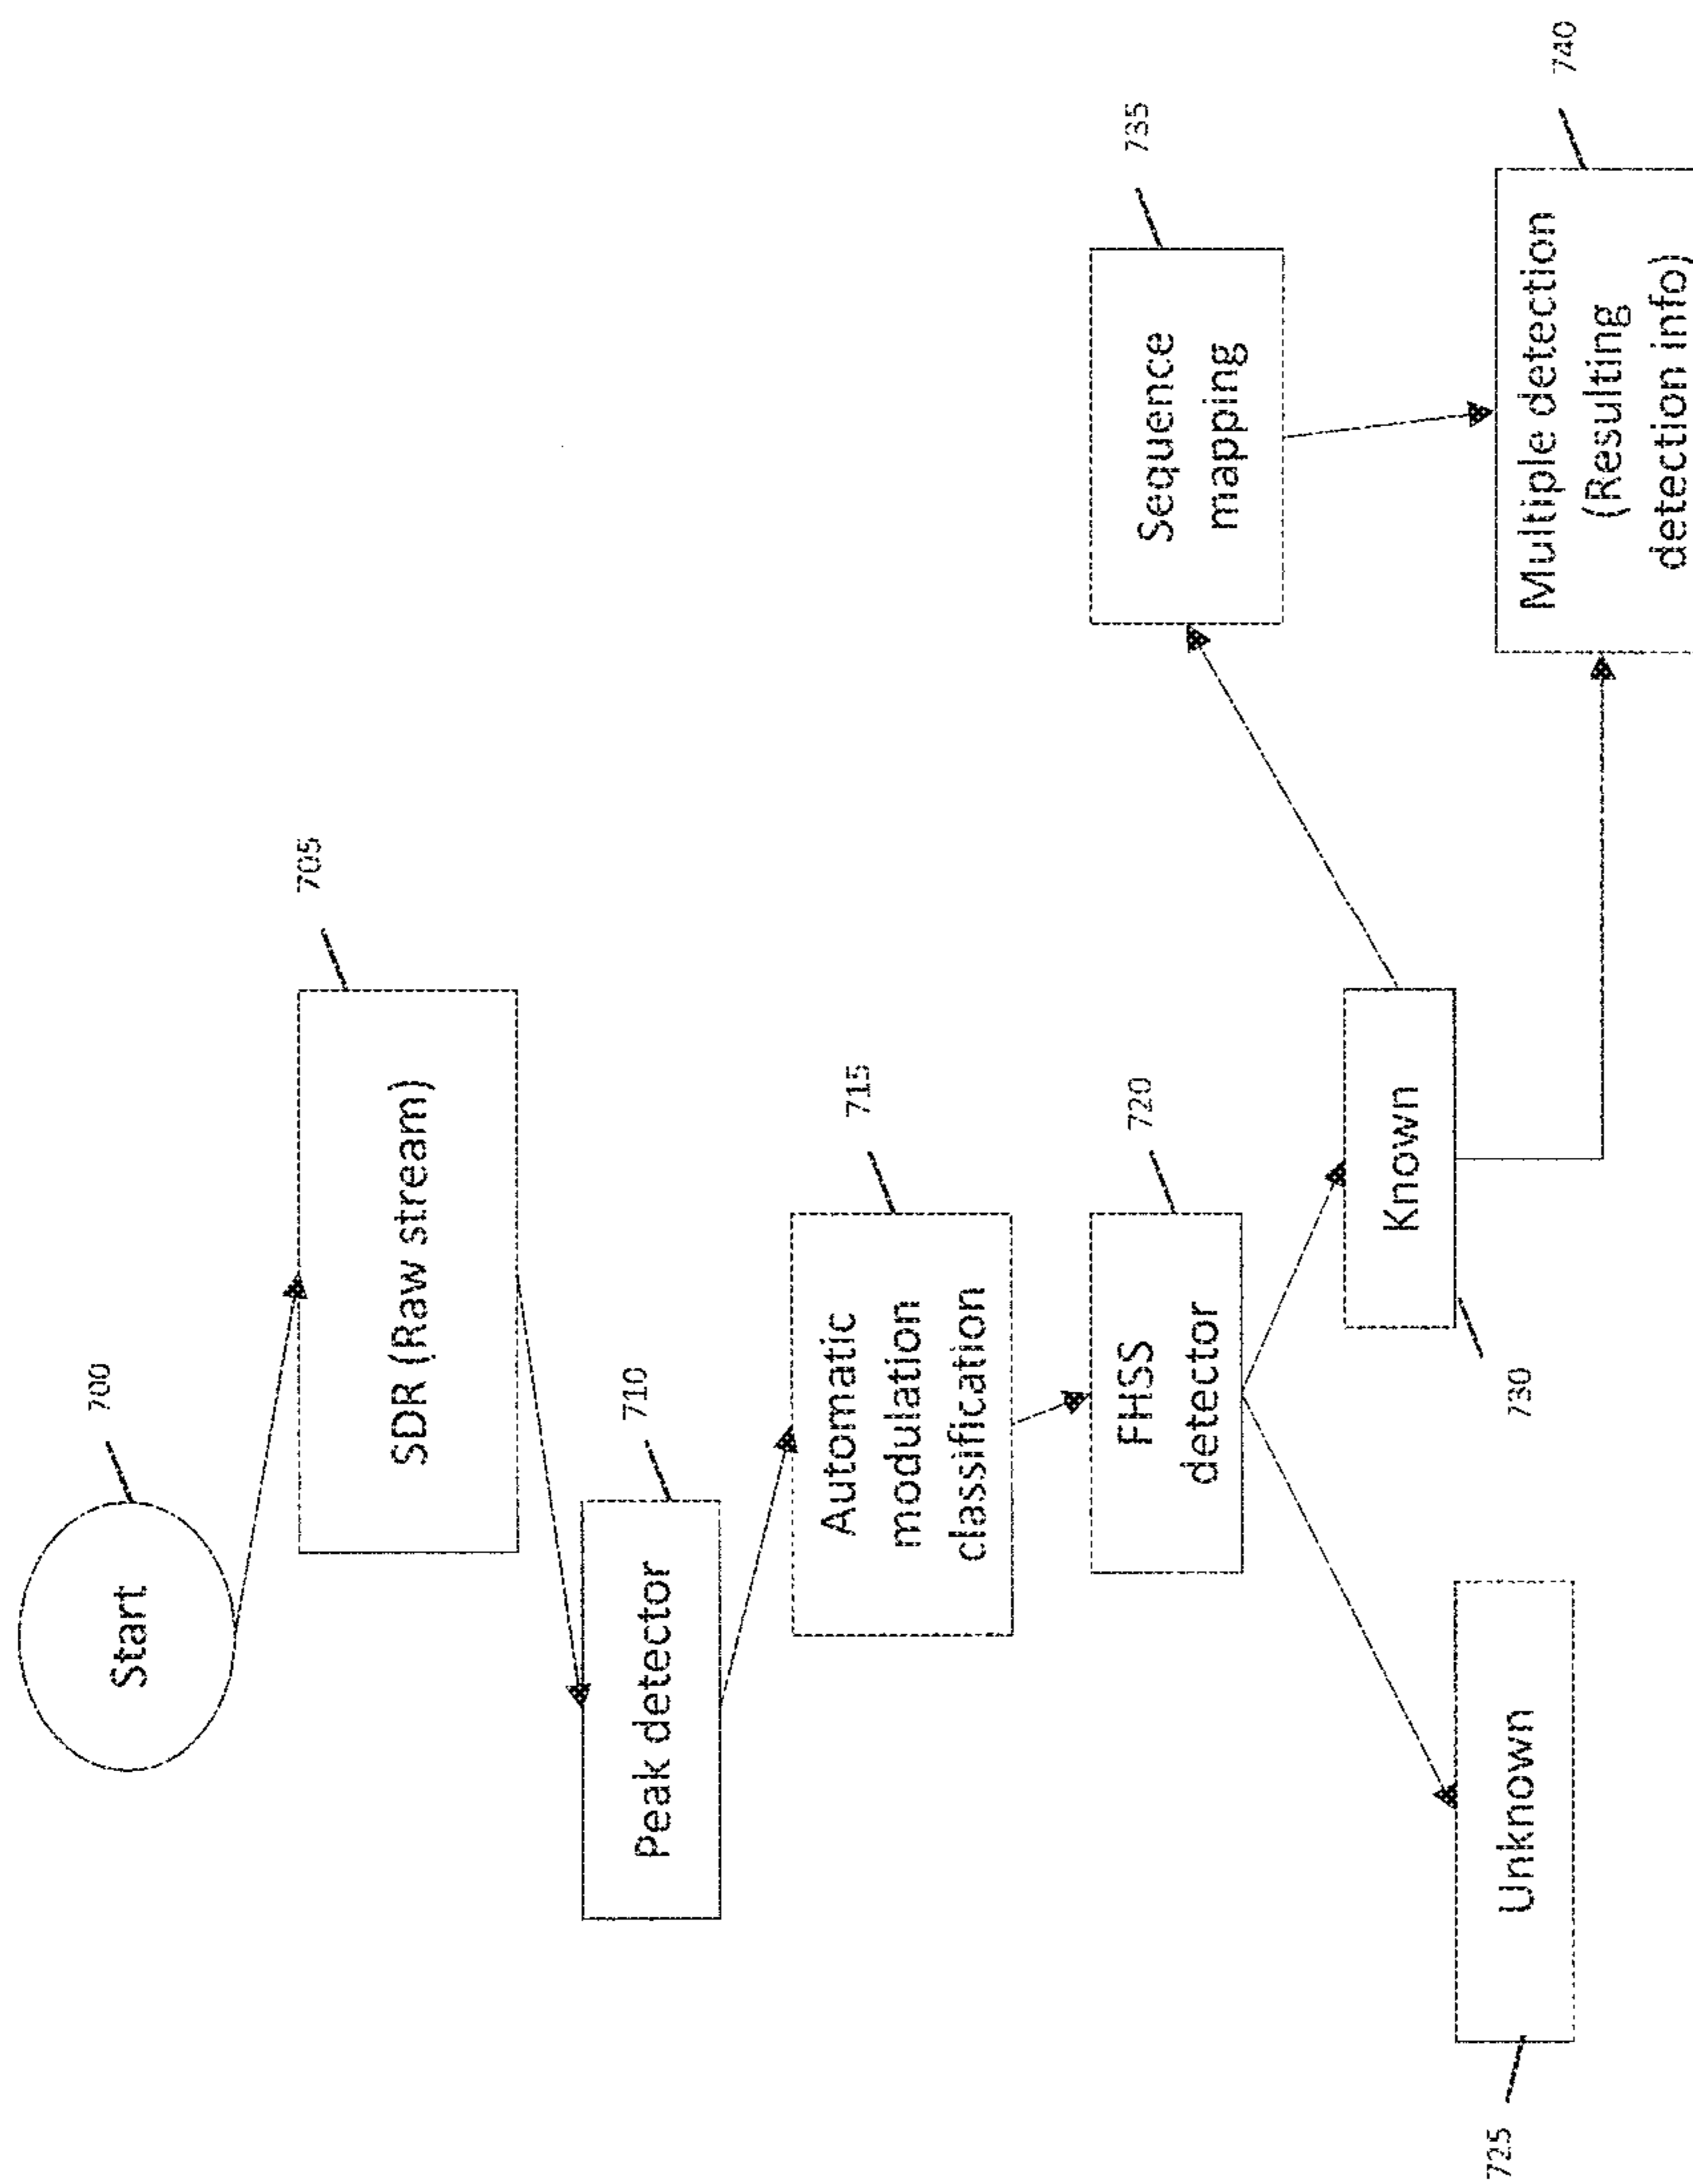 Start
700
SDR (Raw stream)
705
Peak detector
710
Automatic
modulation
classification
715
FHSS
detector
720
Unknown
725
Known
730
Sequence
mapping
735
Multiple detection
(Resulting
detection info)
740